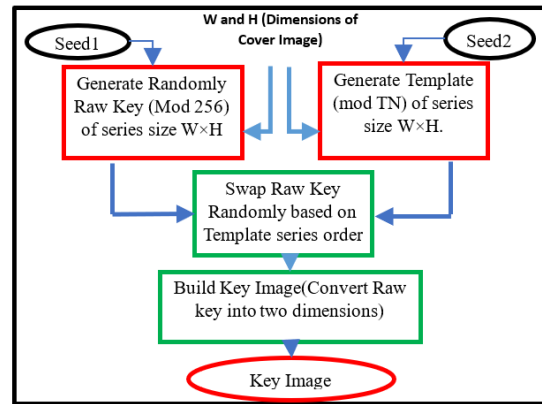 W and H (Dimensions of
Cover Image)
Seed1
Seed2
Generate Randomly
Raw Key (Mod 256)
of series size W×H
Generate Template
(mod TN) of series
size W×H.
Swap Raw Key
Randomly based on
Template series order
Build Key Image(Convert Raw
key into two dimensions)
Key Image